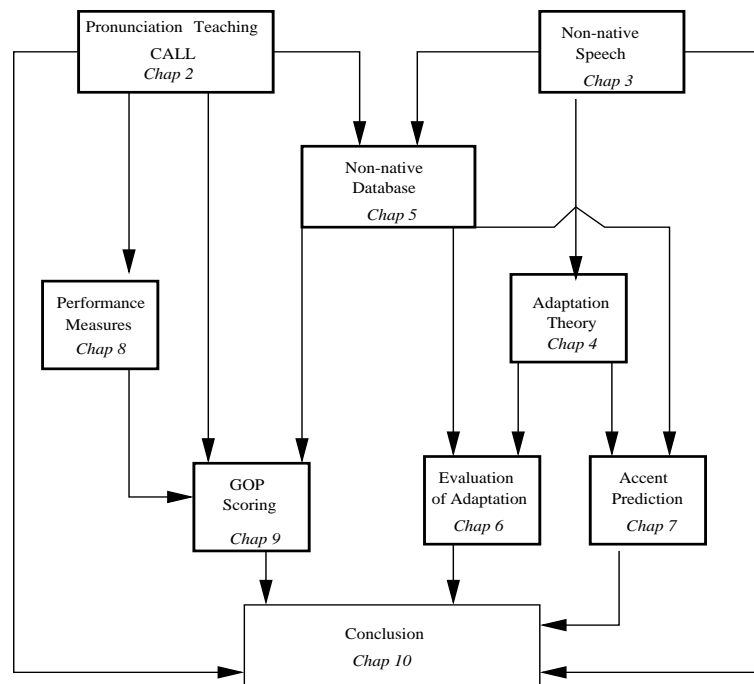 Pronunciation Teaching
CALL
Chap 2
Non-native
Speech
Chap 3
Non-native
Database
Chap 5
Performance
Measures
Chap 8
Adaptation
Theory
Chap 4
GOP
Scoring
Chap 9
Evaluation
of Adaptation
Chap 6
Accent
Prediction
Chap 7
Conclusion
Chap 10